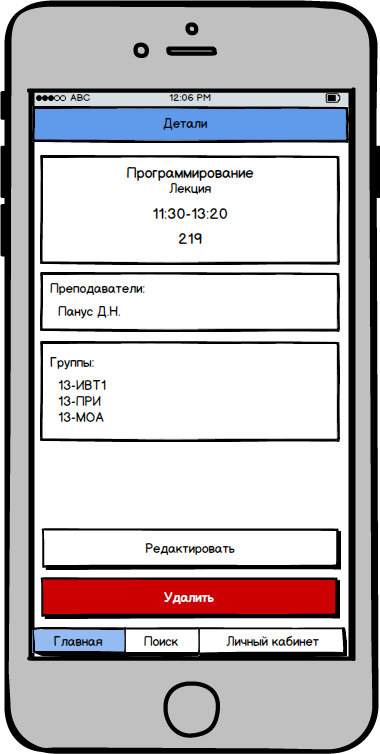 ABC 12:06 PM
Детали
Программирование
Лекция
11:30-13:20
219
Преподаватели:
Панус Д.Н.
Группы:
13-ИВТ1
13-ПРИ
13-МОА
Редактировать
Удалить
Главная Поиск Личный кабинет